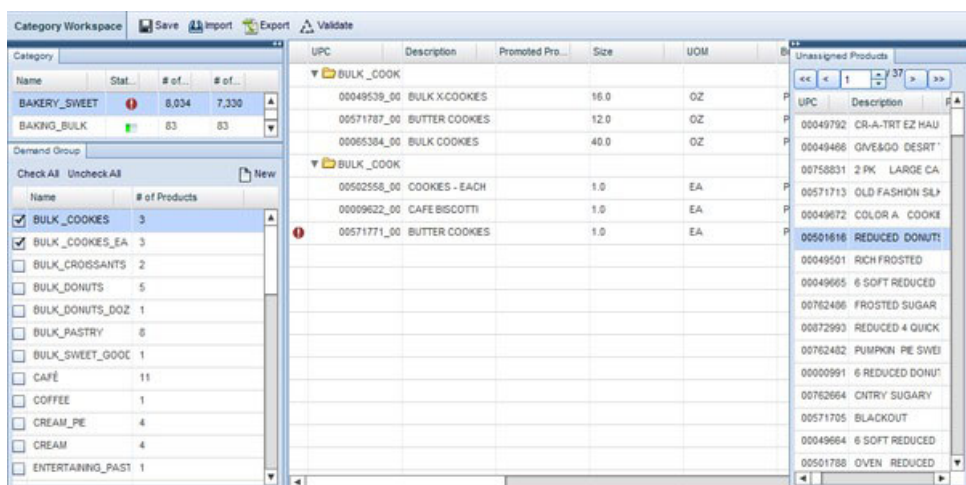 Category Workspace Save Import Export Validate
Category
Name Stat... # of... # of...
BAKERY_SWEET 8,034 7,330
BAKING_BULK 83 83
Demand Group
Check All Uncheck All New
Name # of Products
BULK_COOKIES 3
BULK_COOKIES_EA 3
BULK_CROISSANTS 2
BULK_DONUTS 5
BULK_DONUTS_DOZ 1
BULK_PASTRY 8
BULK_SWEET_GOOD 1
CAFÉ 11
COFFEE 1
CREAM_PIE 4
CREAM 4
ENTERTAINING_PAST 1
UPC Description Promoted Pro... Size UOM
BULK_COOK
00049539_00 BULK X-COOKIES 16.0 OZ P
00571787_00 BUTTER COOKIES 12.0 OZ P
00065384_00 BULK COOKIES 40.0 OZ P
BULK_COOK
00502558_00 COOKIES - EACH 1.0 EA P
00009622_00 CAFE BISCOTTI 1.0 EA P
00571771_00 BUTTER COOKIES 1.0 EA P
Unassigned Products
<< < 1 / 37 > >>
UPC Description
00049792 CR-A-TRT EZ HAU
00049466 GIVE&GO DESRT
00758831 2 PK LARGE CA
00571713 OLD FASHION SILK
00049672 COLOR A COOKIE
00501616 REDUCED DONUTS
00049501 RICH FROSTED
00049665 6 SOFT REDUCED
00762486 FROSTED SUGAR
00872993 REDUCED 4 QUICK
00762482 PUMPKIN PIE SWEE
00000991 6 REDUCED DONUT
00762664 CNTRY SUGARY
00571705 BLACKOUT
00049664 6 SOFT REDUCED
00501788 OVEN REDUCED